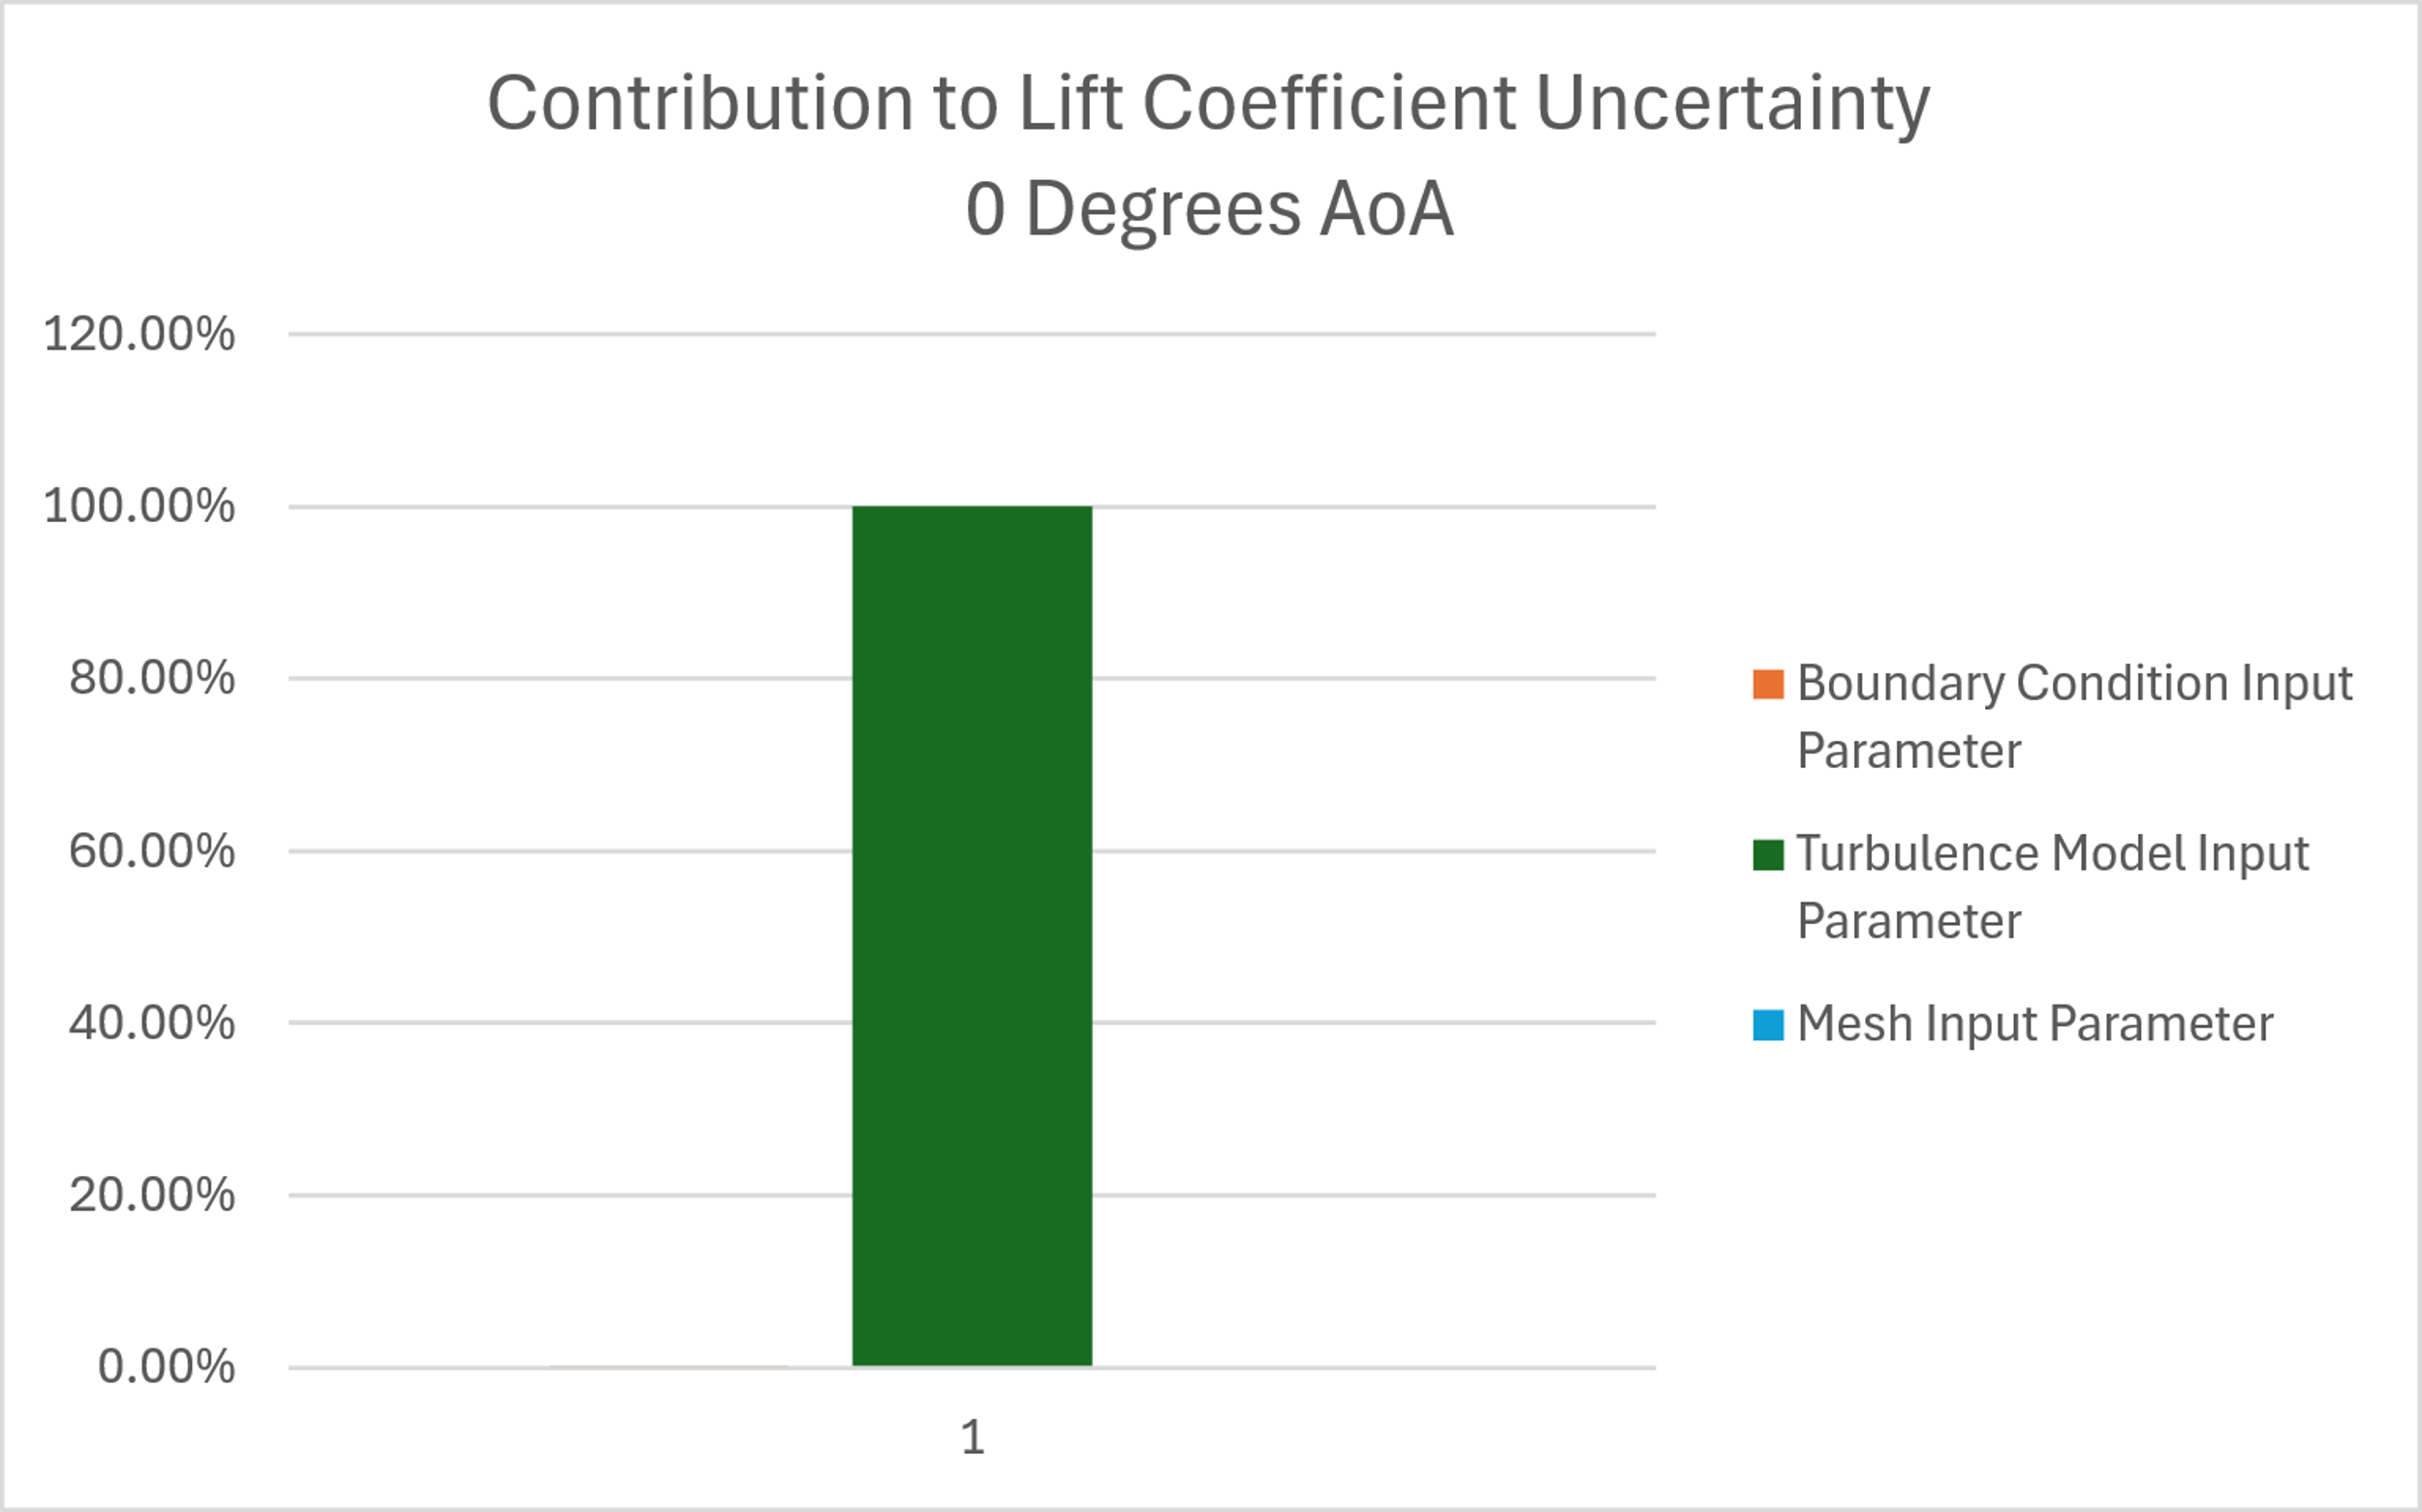 Contribution to Lift Coefficient Uncertainty
0 Degrees AoA
120.00%
100.00%
80.00%
60.00%
40.00%
20.00%
0.00%
1
Boundary Condition Input
Parameter
Turbulence Model Input
Parameter
Mesh Input Parameter